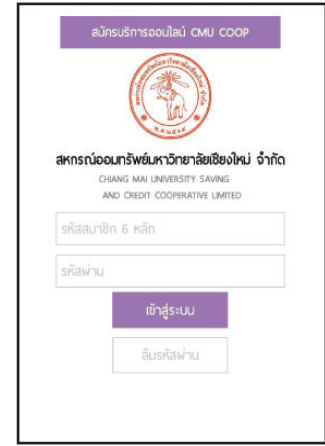 สมัครบริการออนไลน์ CMU COOP
สหกรณ์ออมทรัพย์มหาวิทยาลัยเชียงใหม่ จำกัด
CHIANG MAI UNIVERSITY SAVING
AND CREDIT COOPERATIVE LIMITED
รหัสสมาชิก 6 หลัก
รหัสผ่าน
เข้าสู่ระบบ
ลืมรหัสผ่าน